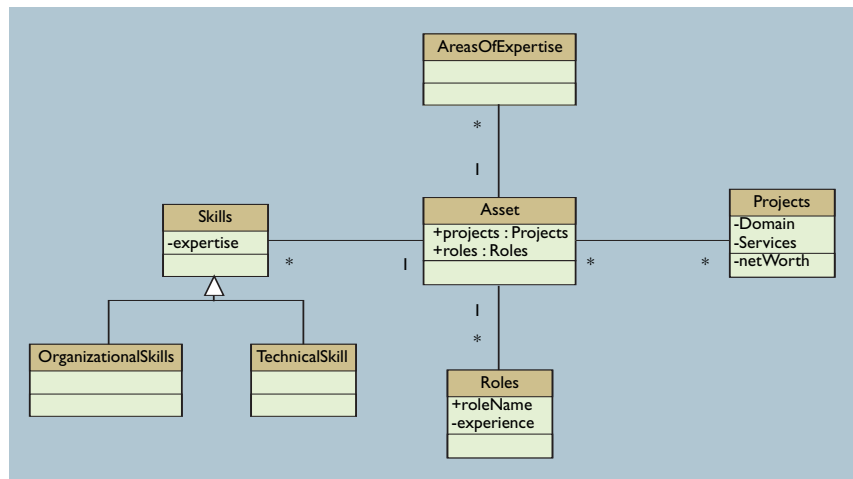 AreasOfExpertise
*
1
Skills
-expertise
*
1
Asset
+projects : Projects
+roles : Roles
*
*
Projects
-Domain
-Services
-netWorth
1
*
OrganizationalSkills
TechnicalSkill
Roles
+roleName
-experience